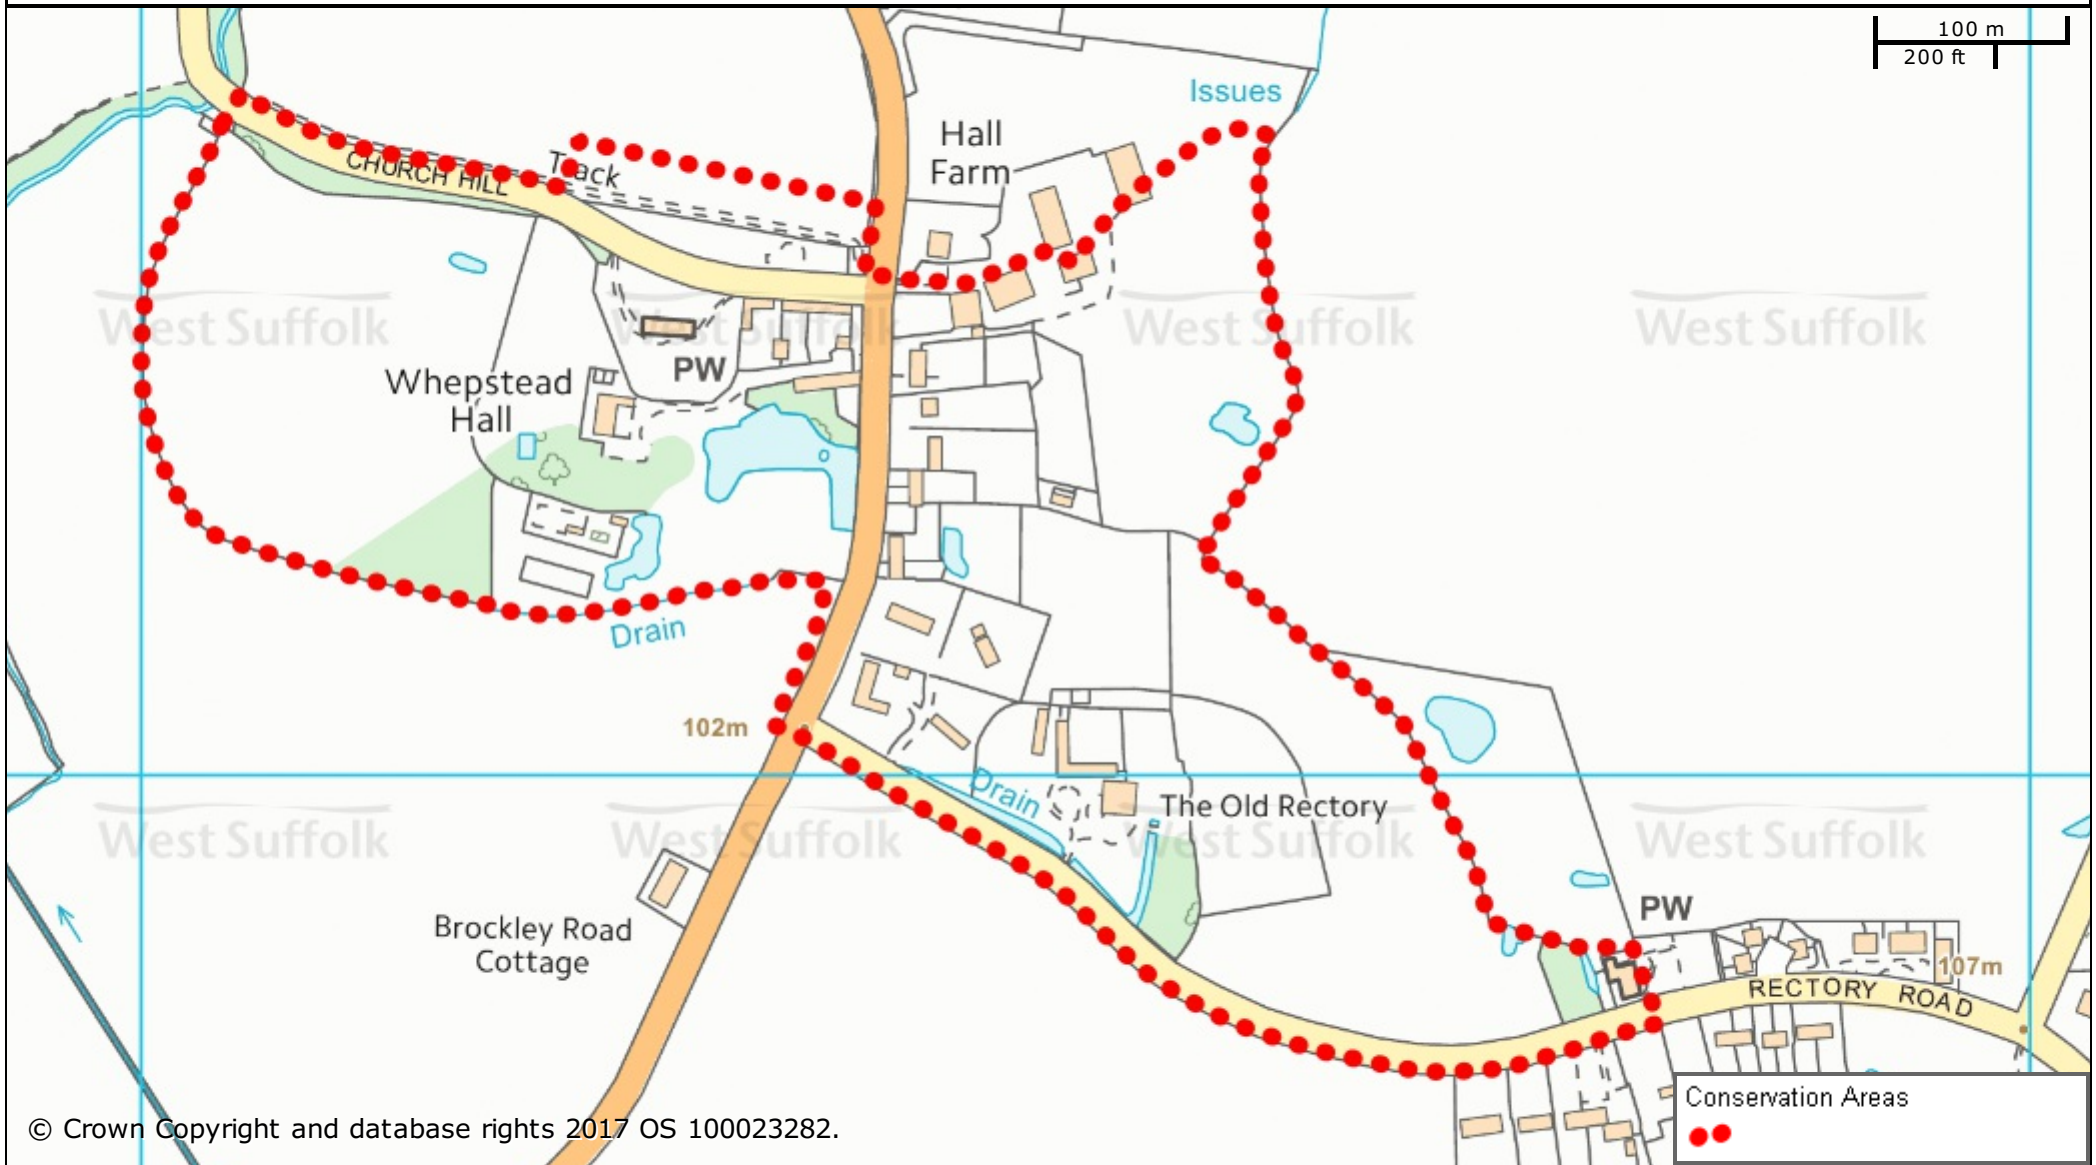 100 m
200 ft
Issues
Hall
Farm
Track
CHURCH HILL
West Suffolk
West Suffolk
West Suffolk
West Suffolk
PW
Whepstead
Hall
Drain
102m
Drain
The Old Rectory
West Suffolk
West Suffolk
West Suffolk
West Suffolk
Brockley Road
Cottage
PW
107m
RECTORY ROAD
Conservation Areas
© Crown Copyright and database rights 2017 OS 100023282.